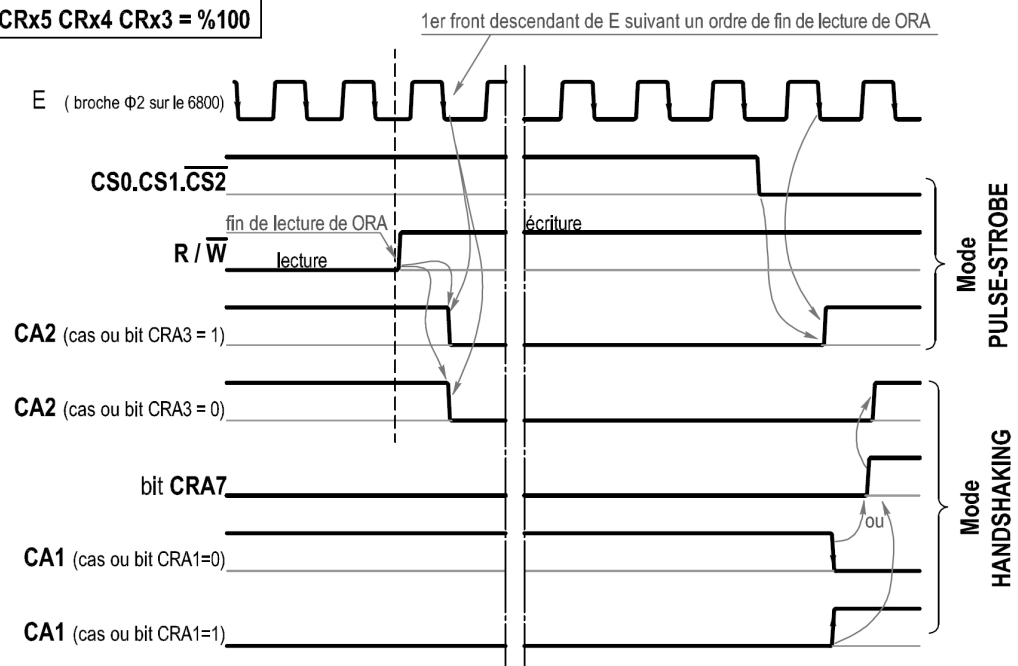 CRx5 CRx4 CRx3 = %100
1er front descendant de E suivant un ordre de fin de lecture de ORA
E ( broche Φ2 sur le 6800)
CS0.CS1.C̅S̅2̅
fin de lecture de ORA
écriture
R / W̅
lecture
CA2 (cas ou bit CRA3 = 1)
Mode
PULSE-STROBE
CA2 (cas ou bit CRA3 = 0)
bit CRA7
ou
CA1 (cas ou bit CRA1=0)
CA1 (cas ou bit CRA1=1)
Mode
HANDSHAKING